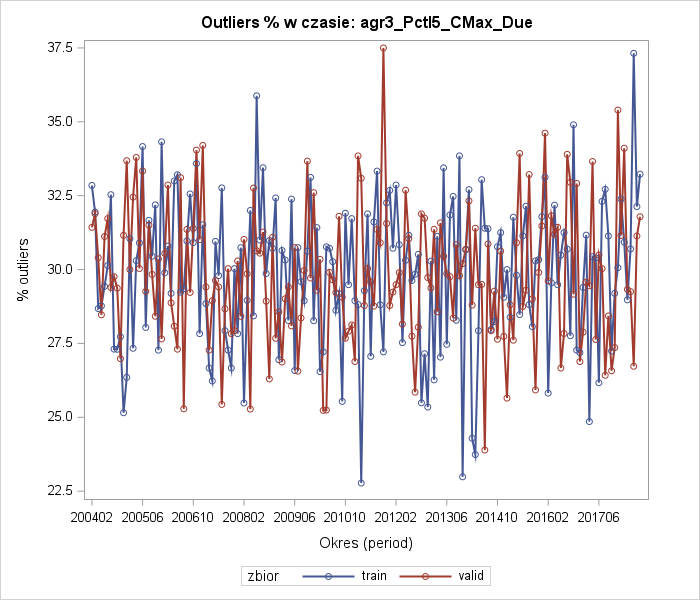 Outliers % w czasie: agr3_Pctl5_CMax_Due
37.5
35.0
32.5
30.0
27.5
25.0
22.5
% outliers
200402 200506 200610 200802 200906 201010 201202 201306 201410 201602 201706
Okres (period)
zbior train valid